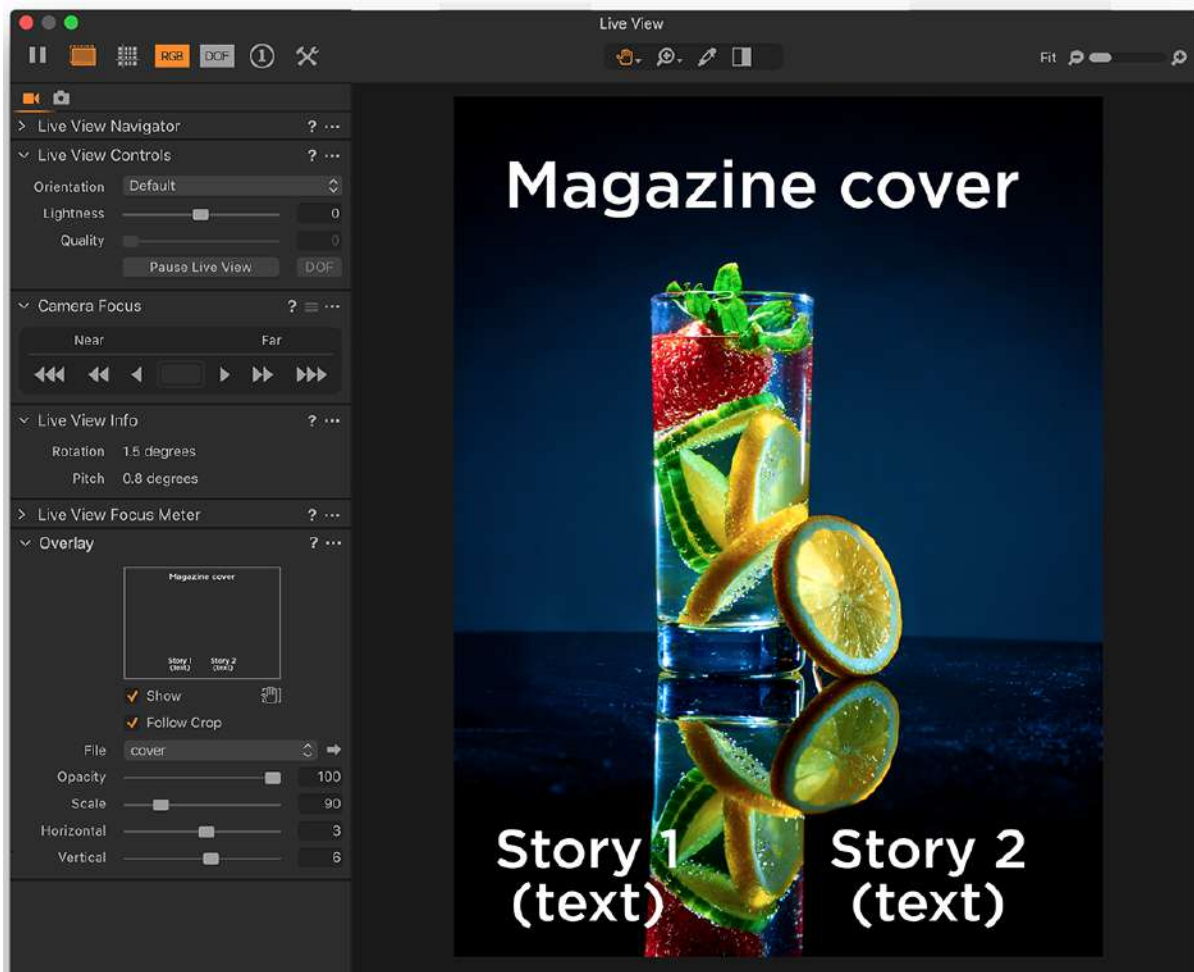 Live View
RGB
DOF
1
Fit
Live View Navigator ? ...
Live View Controls ? ...
Orientation Default
Lightness 0
Quality 0
Pause Live View DOF
Camera Focus ? ...
Near Far
Live View Info ? ...
Rotation 1.5 degrees
Pitch 0.8 degrees
Live View Focus Meter ? ...
Overlay ? ...
Magazine cover
Story 1 Story 2
(text) (text)
Show
Follow Crop
File cover
Opacity 100
Scale 90
Horizontal 3
Vertical 6
Magazine cover
Story 1 Story 2
(text) (text)